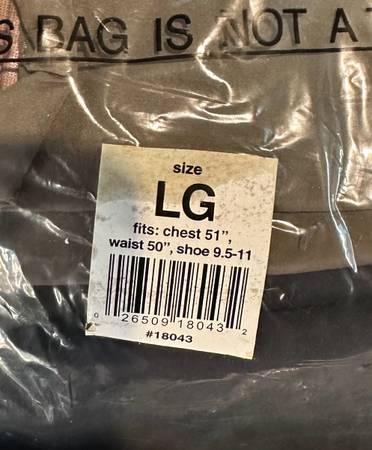 S BAG IS NOT A T
size
LG
fits: chest 51”,
waist 50”, shoe 9.5-11
0 26509 18043 2
#18043